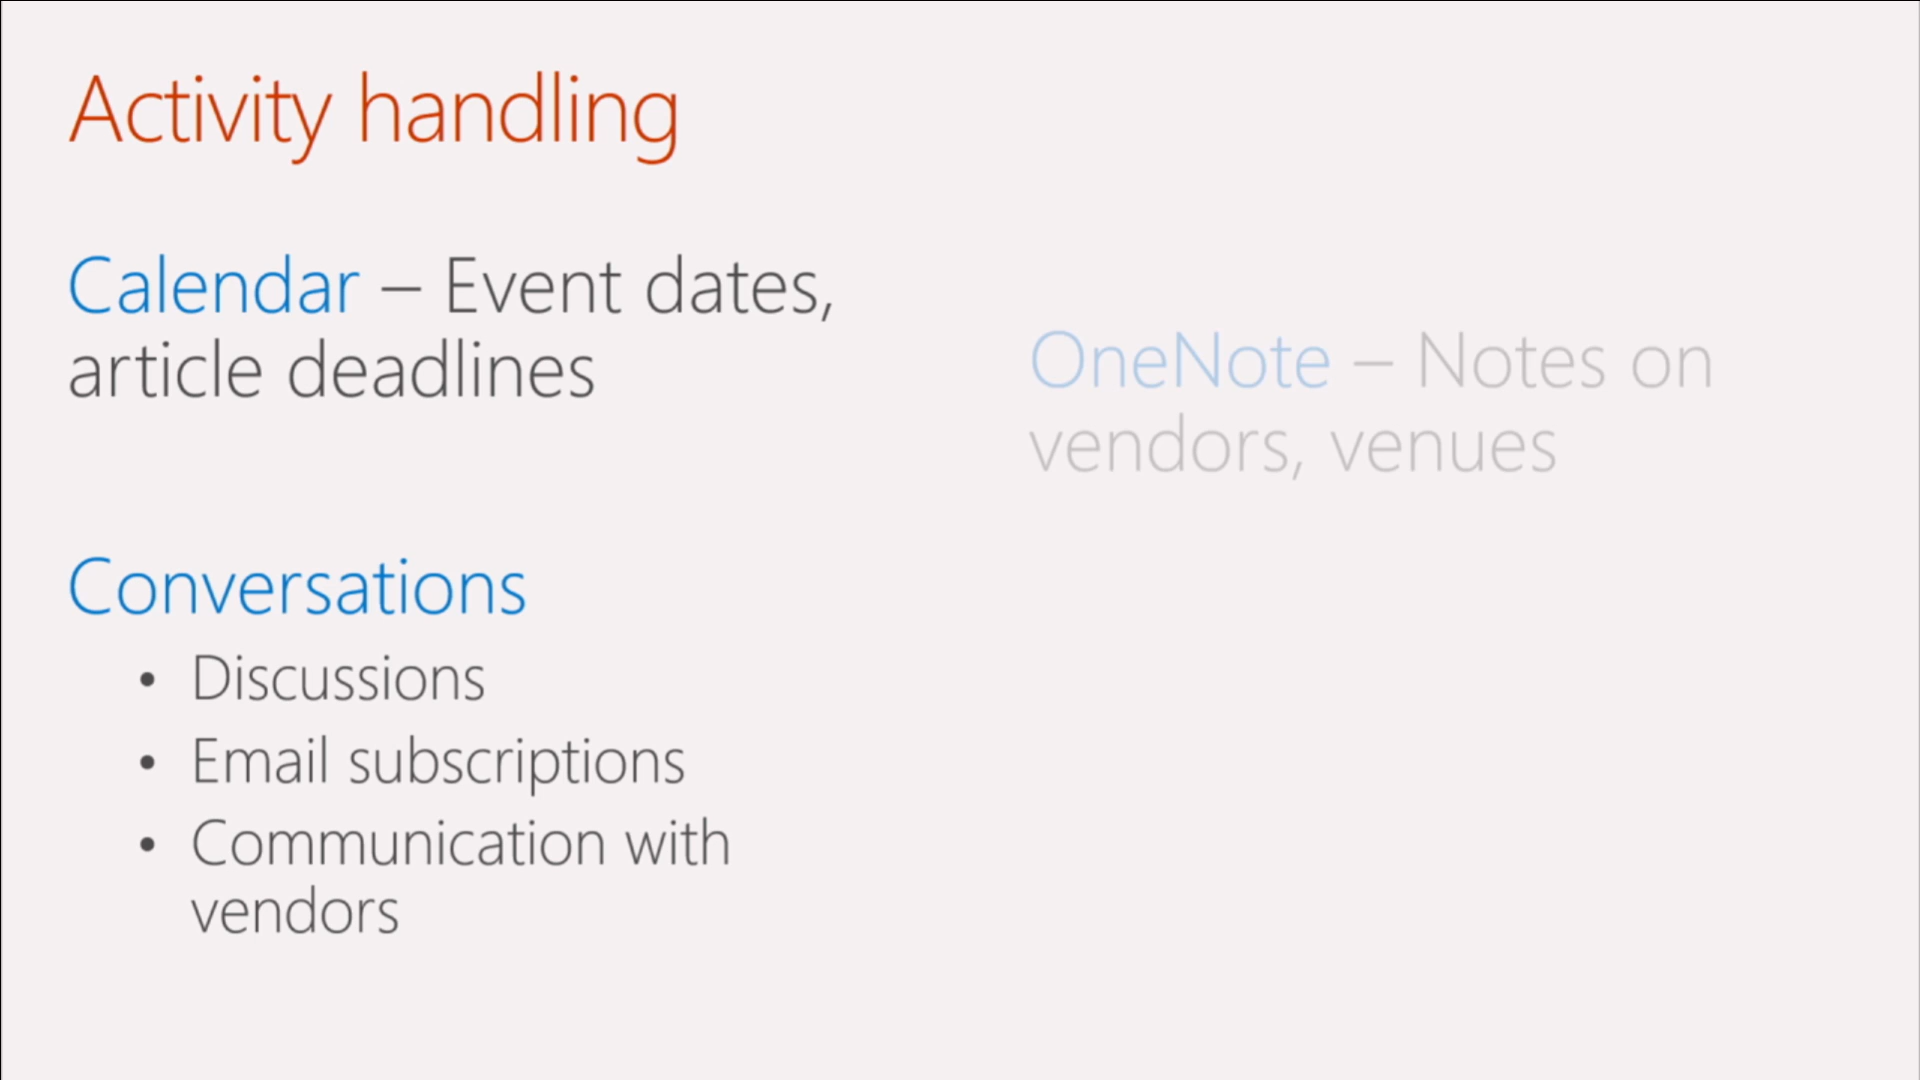 Activity handling
Calendar – Event dates,
article deadlines
Conversations
• Discussions
• Email subscriptions
• Communication with
vendors
OneNote – Notes on
vendors, venues